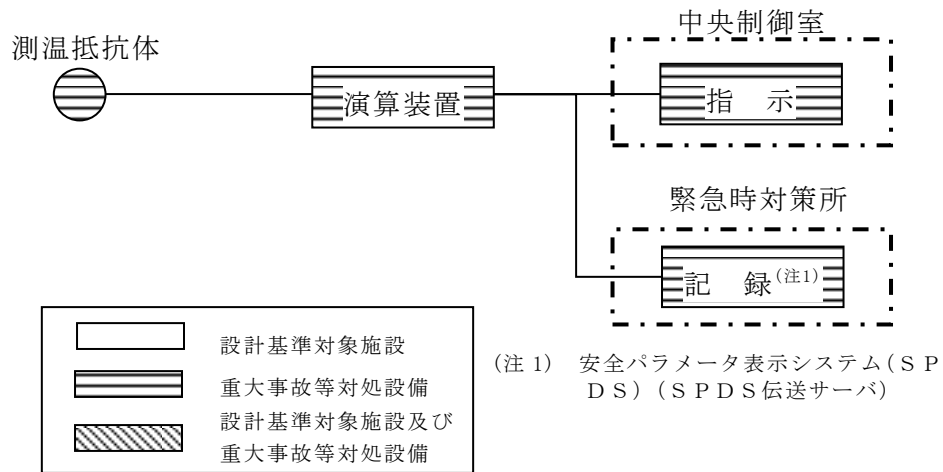 中央制御室
測温抵抗体
演算装置
指　示
緊急時対策所
記　録(注1)
設計基準対象施設
重大事故等対処設備
設計基準対象施設及び
重大事故等対処設備
(注 1)　安全パラメータ表示システム(ＳＰ
ＤＳ)(ＳＰＤＳ伝送サーバ)